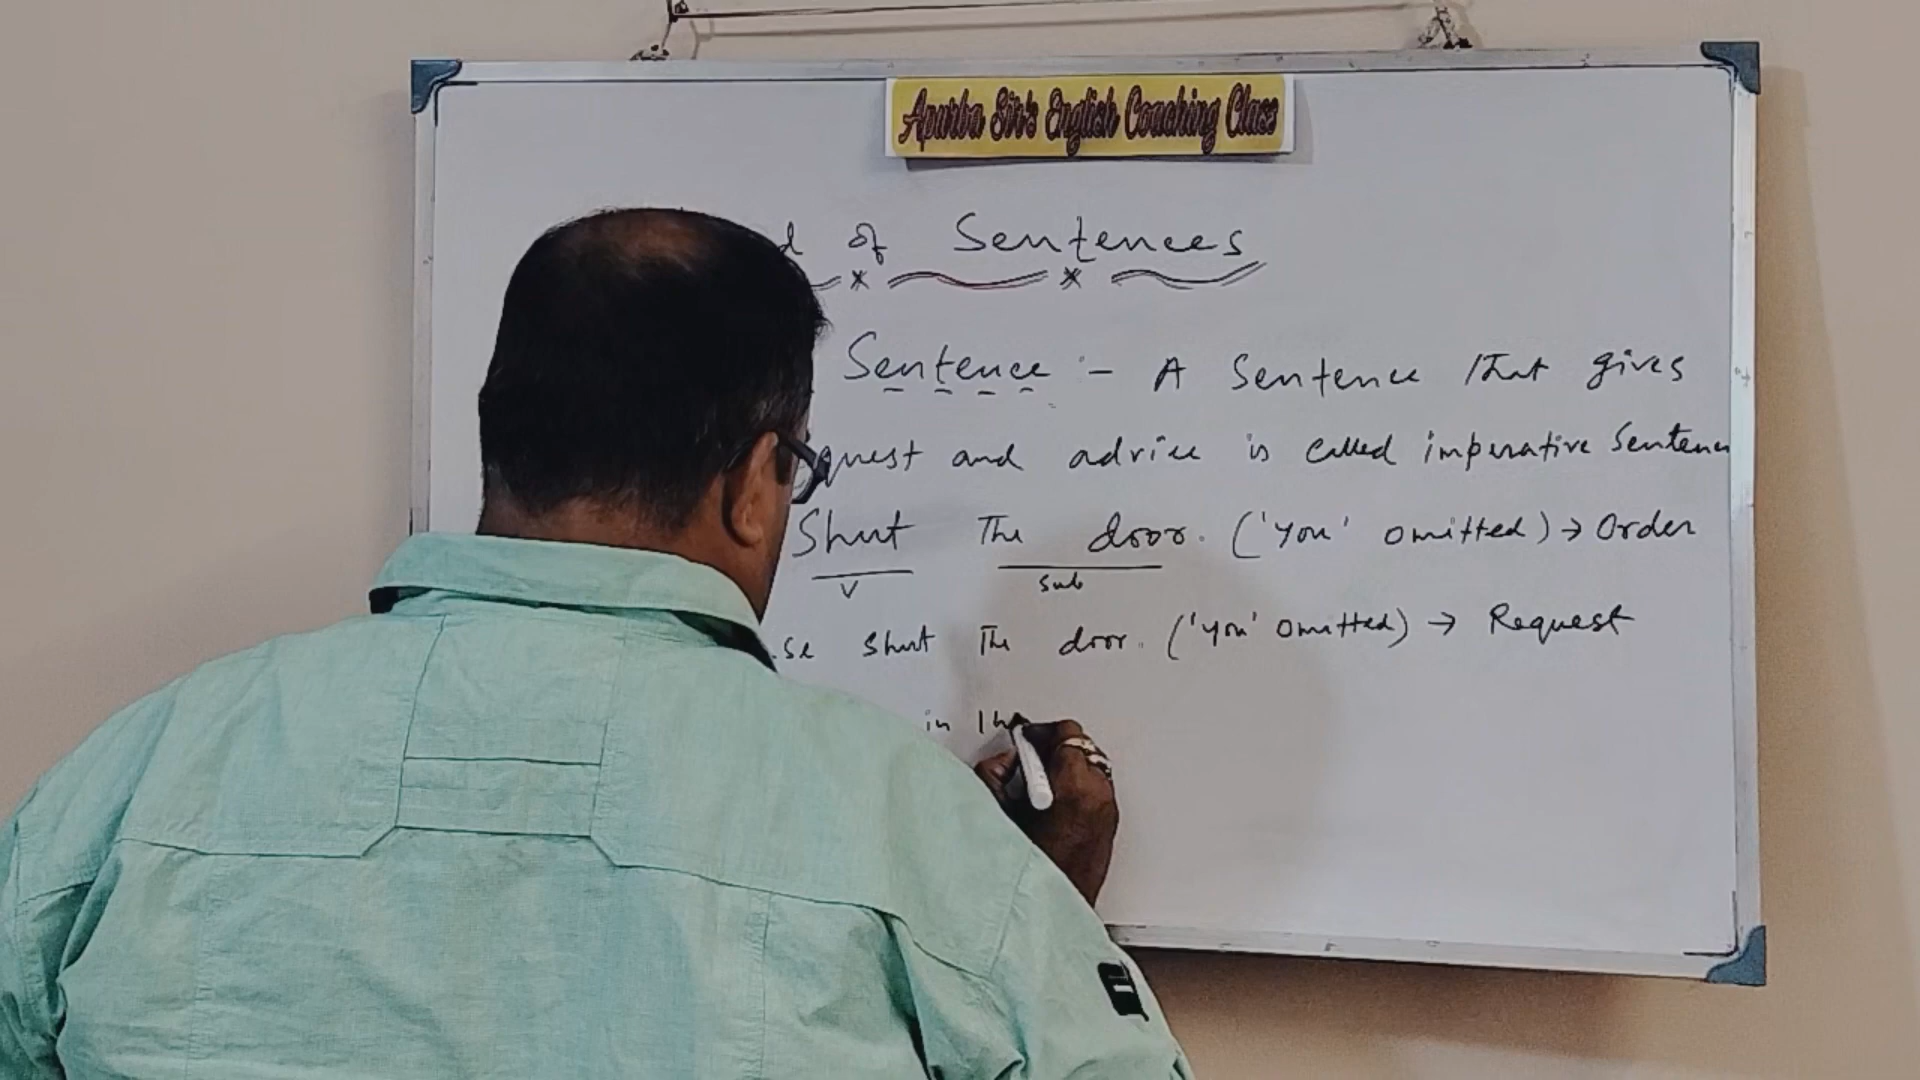 Apurba Sir's English Coaching Class
of Sentences
Sentence :- A Sentence that gives
quest and advice is called imperative Sentence
Shut The door. ('you' omitted) → Order
V sub
se shut The door. ('you' omitted) → Request
in the